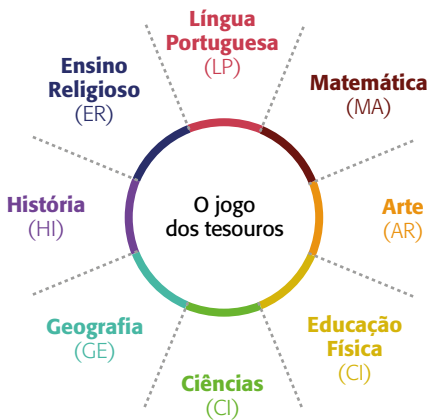 Língua
Portuguesa
(LP)
Matemática
(MA)
Arte
(AR)
Educação
Física
(CI)
Ciências
(CI)
Geografia
(GE)
História
(HI)
Ensino
Religioso
(ER)
O jogo
dos tesouros